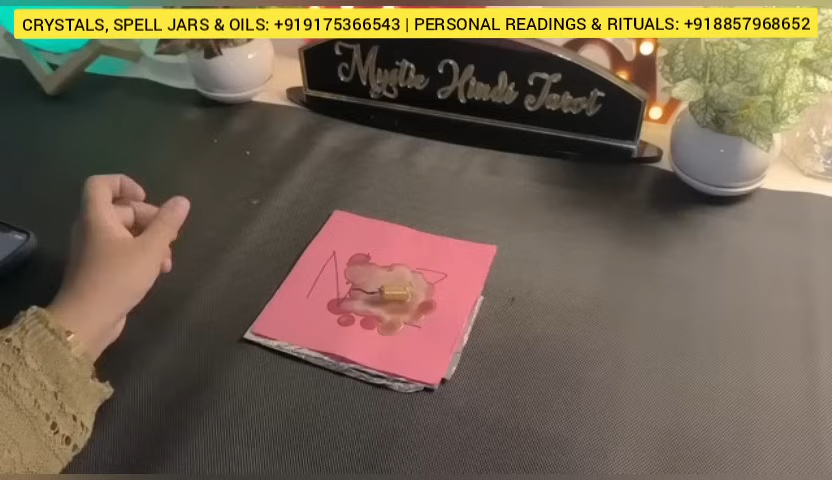 CRYSTALS, SPELL JARS & OILS: +919175366543 | PERSONAL READINGS & RITUALS: +918857968652
Mystic Hindi Tarot